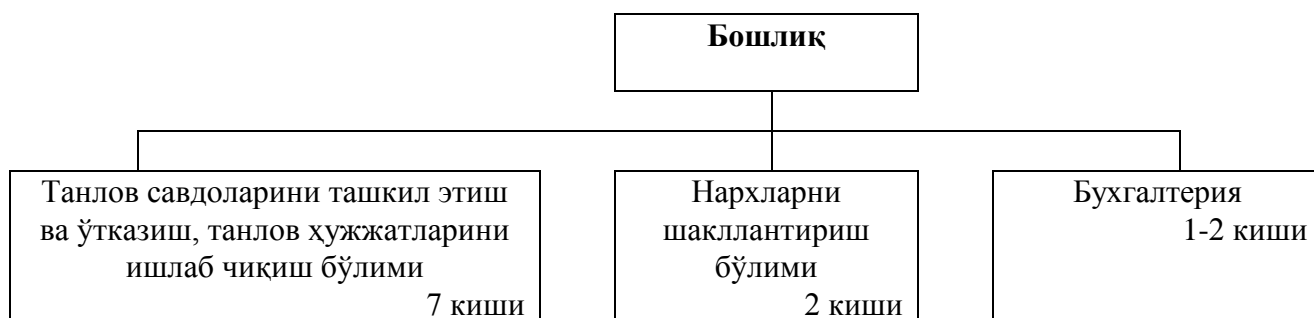 Бошлиқ
Танлов савдоларини ташкил этиш
ва ўтказиш, танлов ҳужжатларини
ишлаб чиқиш бўлими
7 киши
Нархларни
шакллантириш
бўлими
2 киши
Бухгалтерия
1-2 киши